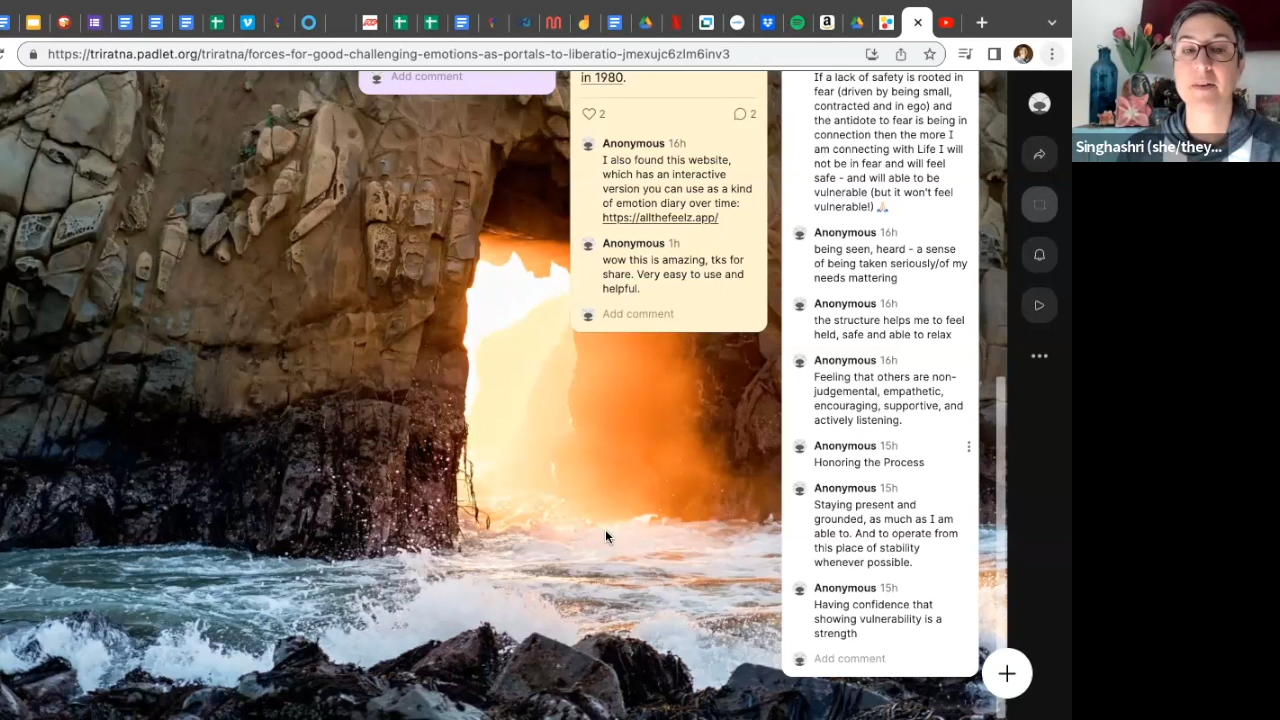 https://triratna.padlet.org/triratna/forces-for-good-challenging-emotions-as-portals-to-liberatio-jmexujc6zlm6inv3
Add comment
in 1980.
2
2
Anonymous 16h
I also found this website,
which has an interactive
version you can use as a kind
of emotion diary over time:
https://allthefeelz.app/
Anonymous 1h
wow this is amazing, tks for
share. Very easy to use and
helpful.
Add comment
If a lack of safety is rooted in
fear (driven by being small,
contracted and in ego) and
the antidote to fear is being in
connection then the more I
am connecting with Life I will
not be in fear and will feel
safe - and will able to be
vulnerable (but it won't feel
vulnerable!) 🙏🏻
Anonymous 16h
being seen, heard - a sense
of being taken seriously/of my
needs mattering
Anonymous 16h
the structure helps me to feel
held, safe and able to relax
Anonymous 16h
Feeling that others are non-
judgemental, empathetic,
encouraging, supportive, and
actively listening.
Anonymous 15h
Honoring the Process
Anonymous 15h
Staying present and
grounded, as much as I am
able to. And to operate from
this place of stability
whenever possible.
Anonymous 15h
Having confidence that
showing vulnerability is a
strength
Add comment
Singhashri (she/they...